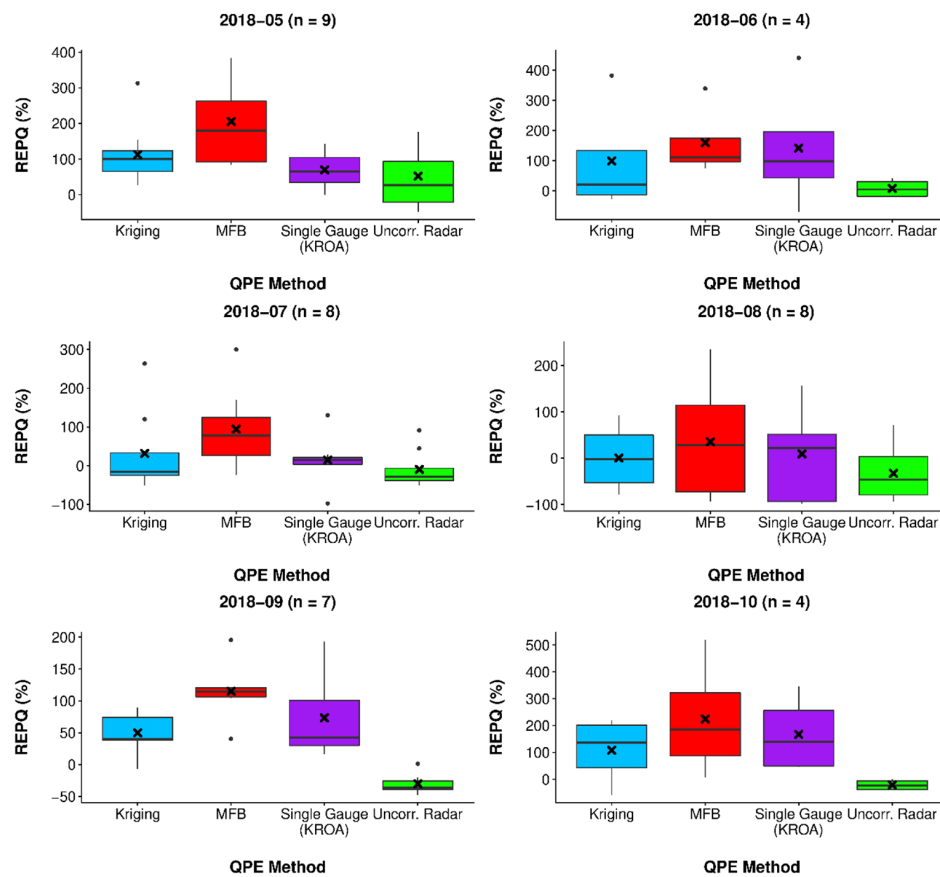 2018−05 (n = 9)
REPQ (%)
400
300
200
100
0
Kriging MFB Single Gauge (KROA) Uncorr. Radar
QPE Method
2018−06 (n = 4)
REPQ (%)
400
300
200
100
0
Kriging MFB Single Gauge (KROA) Uncorr. Radar
QPE Method
2018−07 (n = 8)
REPQ (%)
300
200
100
0
−100
Kriging MFB Single Gauge (KROA) Uncorr. Radar
QPE Method
2018−08 (n = 8)
REPQ (%)
200
100
0
−100
Kriging MFB Single Gauge (KROA) Uncorr. Radar
QPE Method
2018−09 (n = 7)
REPQ (%)
200
150
100
50
0
−50
Kriging MFB Single Gauge (KROA) Uncorr. Radar
QPE Method
2018−10 (n = 4)
REPQ (%)
500
400
300
200
100
0
Kriging MFB Single Gauge (KROA) Uncorr. Radar
QPE Method